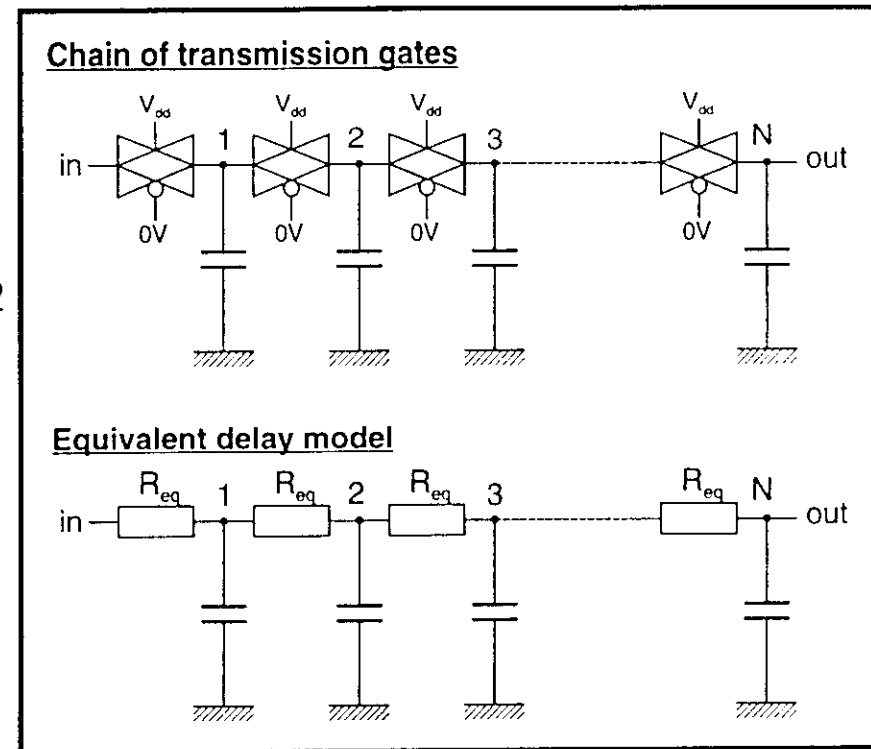 Chain of transmission gates
V_dd V_dd V_dd V_dd
in 1 2 3 N out
0V 0V 0V 0V
2
Equivalent delay model
R_eq 1 R_eq 2 R_eq 3 R_eq N
in out